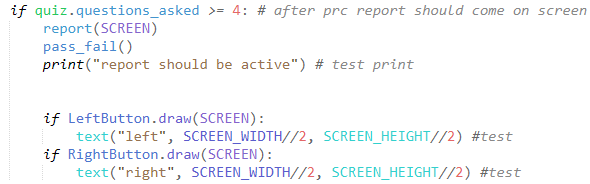 if quiz.questions_asked >= 4: # after prc report should come on screen
    report(SCREEN)
    pass_fail()
    print("report should be active") # test print
    if LeftButton.draw(SCREEN):
        text("left", SCREEN_WIDTH//2, SCREEN_HEIGHT//2) #test
    if RightButton.draw(SCREEN):
        text("right", SCREEN_WIDTH//2, SCREEN_HEIGHT//2) #test